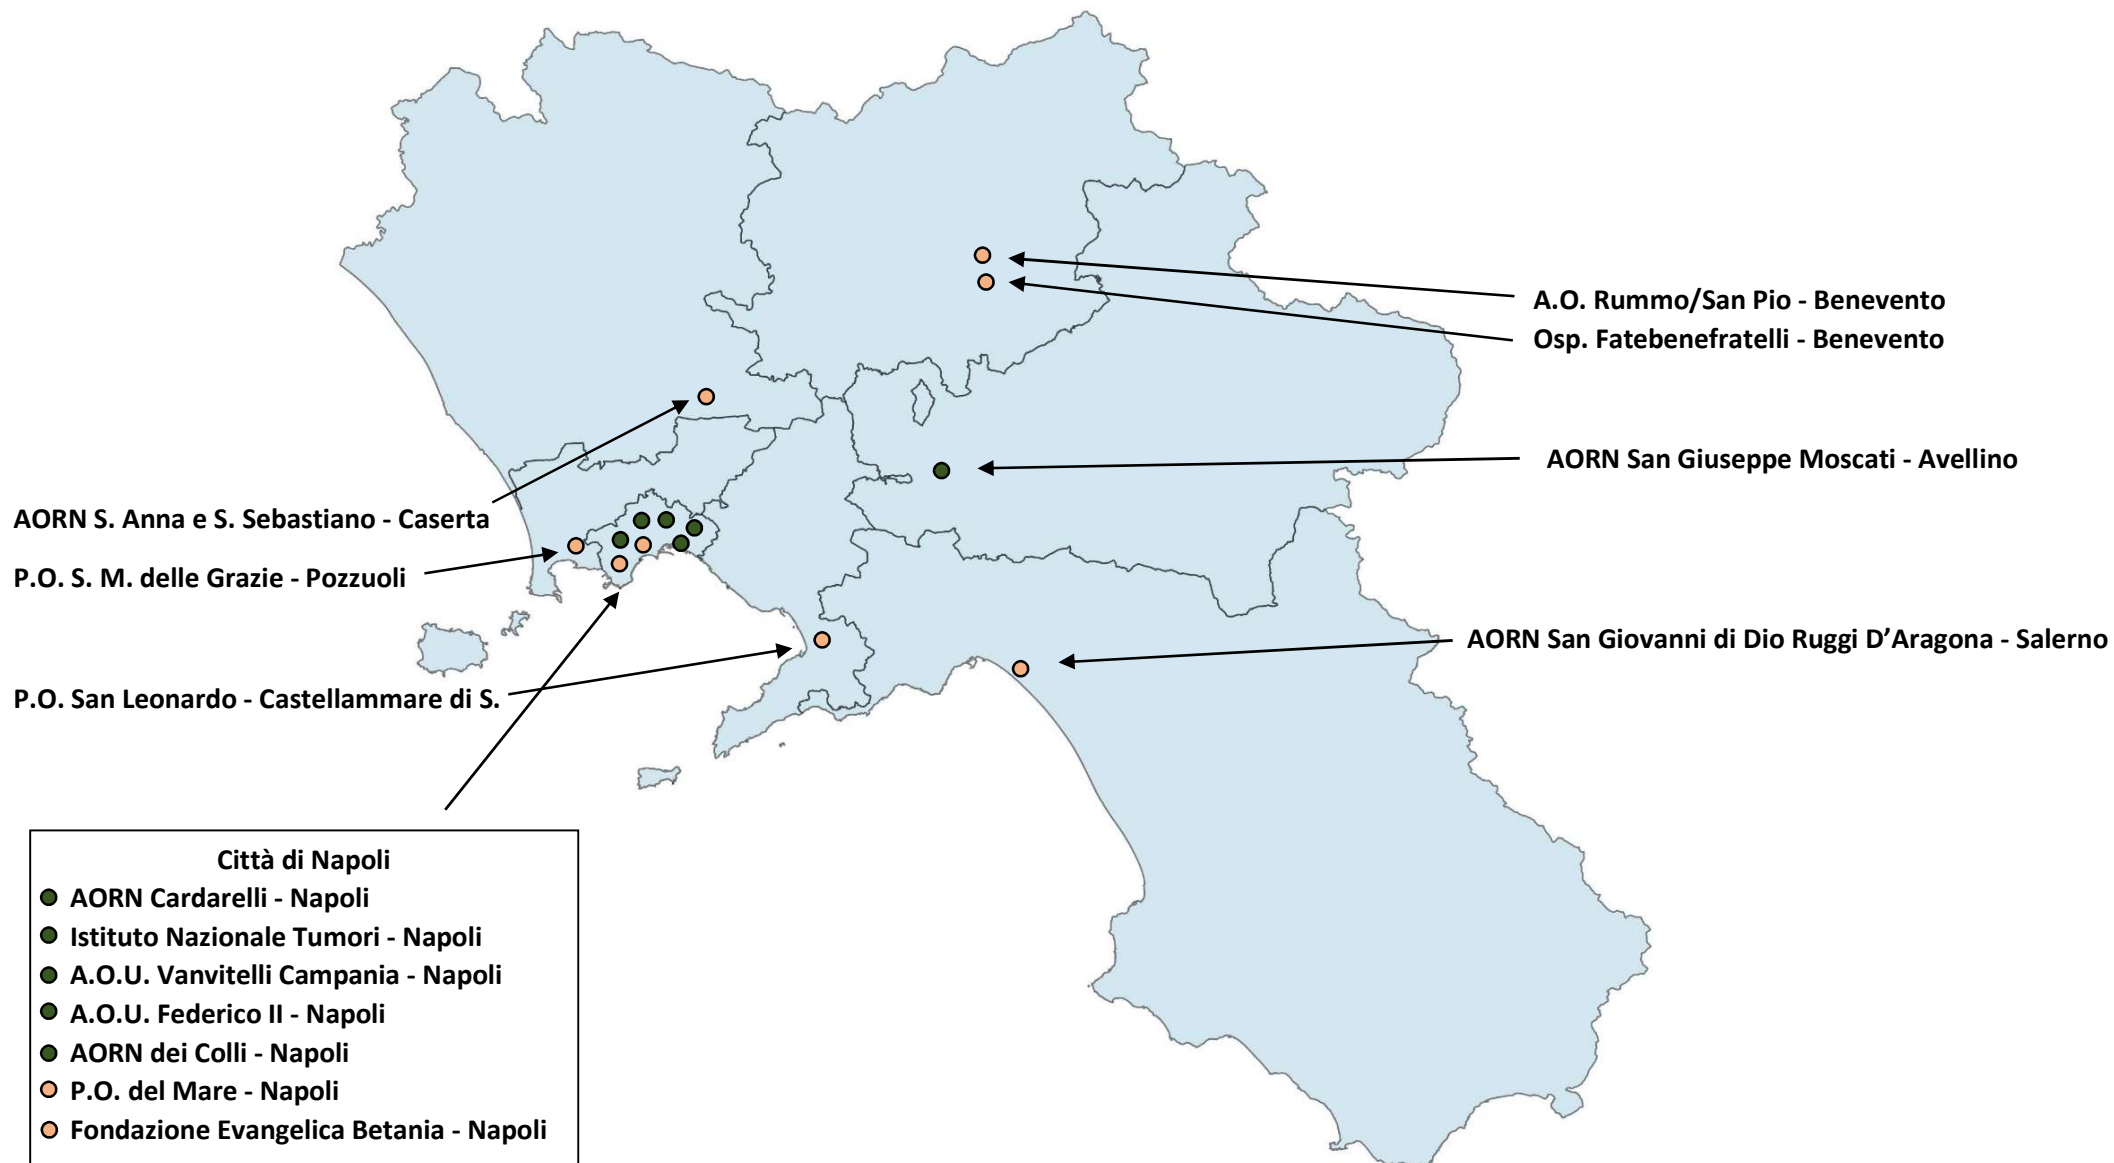 A.O. Rummo/San Pio - Benevento
Osp. Fatebenefratelli - Benevento
AORN San Giuseppe Moscati - Avellino
AORN S. Anna e S. Sebastiano - Caserta
P.O. S. M. delle Grazie - Pozzuoli
AORN San Giovanni di Dio Ruggi D’Aragona - Salerno
P.O. San Leonardo - Castellammare di S.
Città di Napoli
AORN Cardarelli - Napoli
Istituto Nazionale Tumori - Napoli
A.O.U. Vanvitelli Campania - Napoli
A.O.U. Federico II - Napoli
AORN dei Colli - Napoli
P.O. del Mare - Napoli
Fondazione Evangelica Betania - Napoli